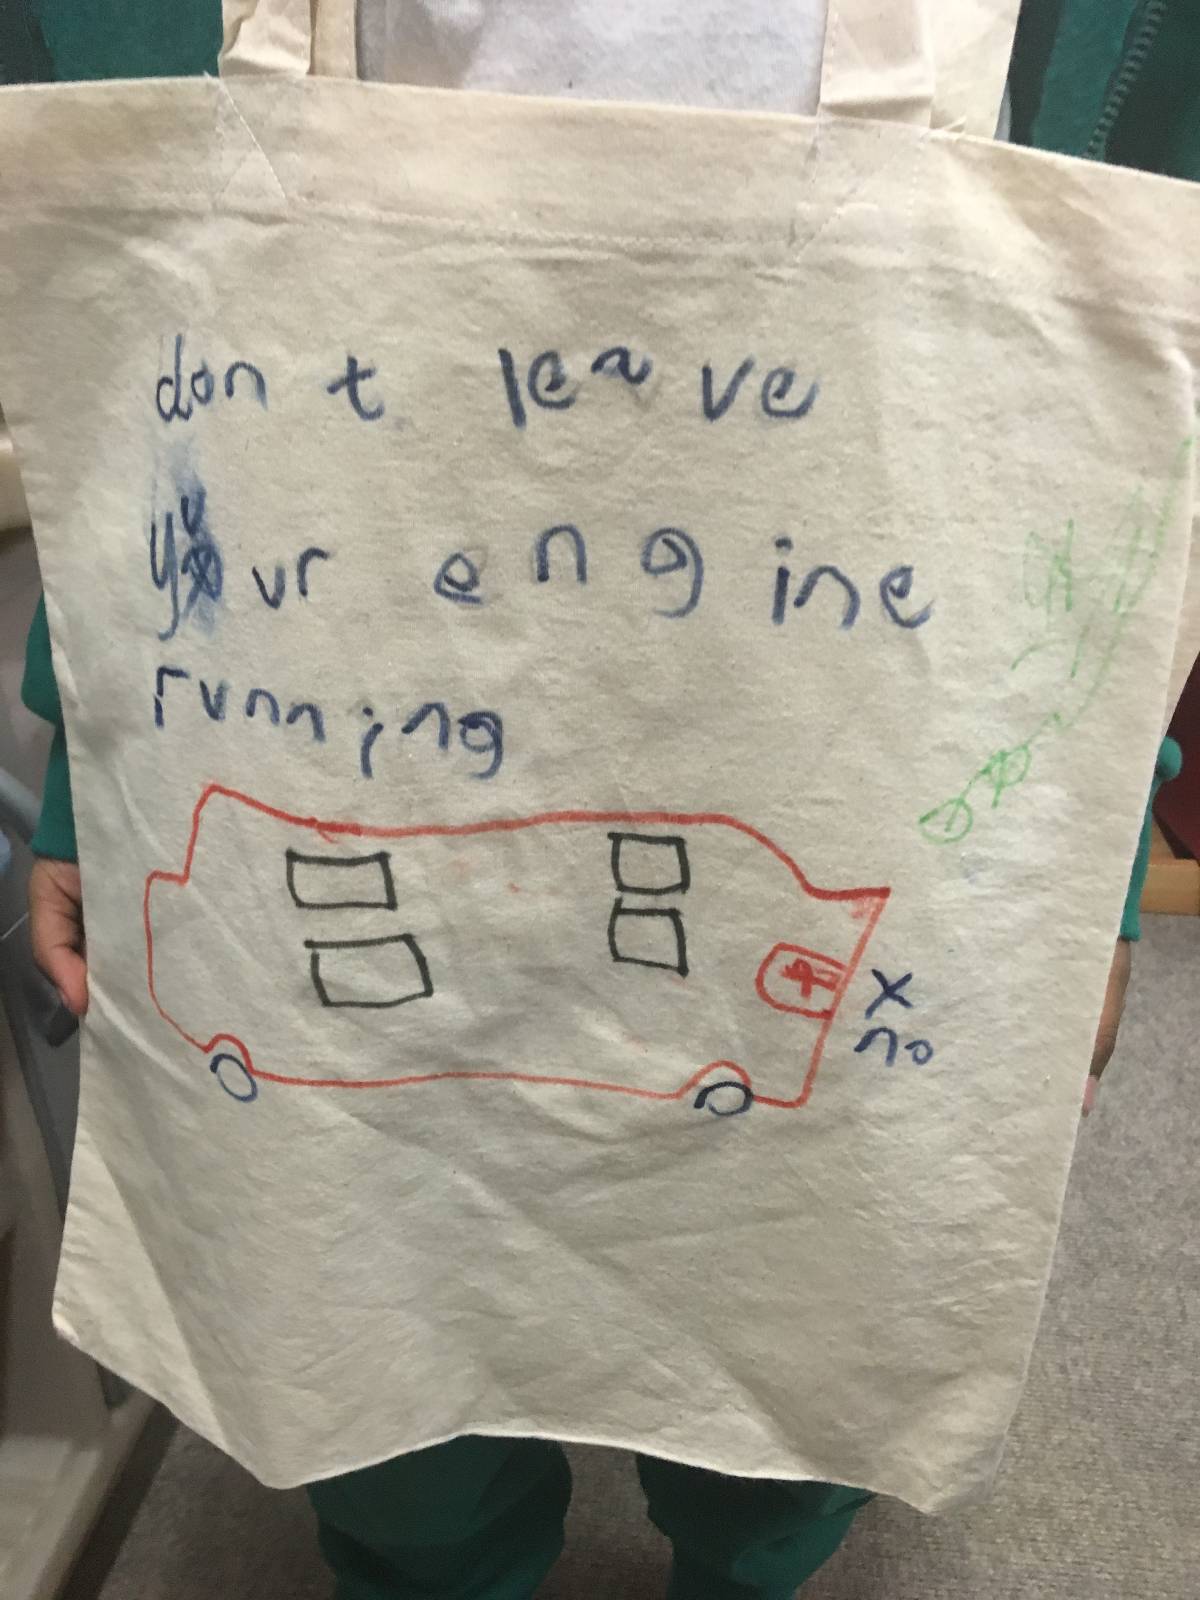 don t leave
your engine
running
x
no